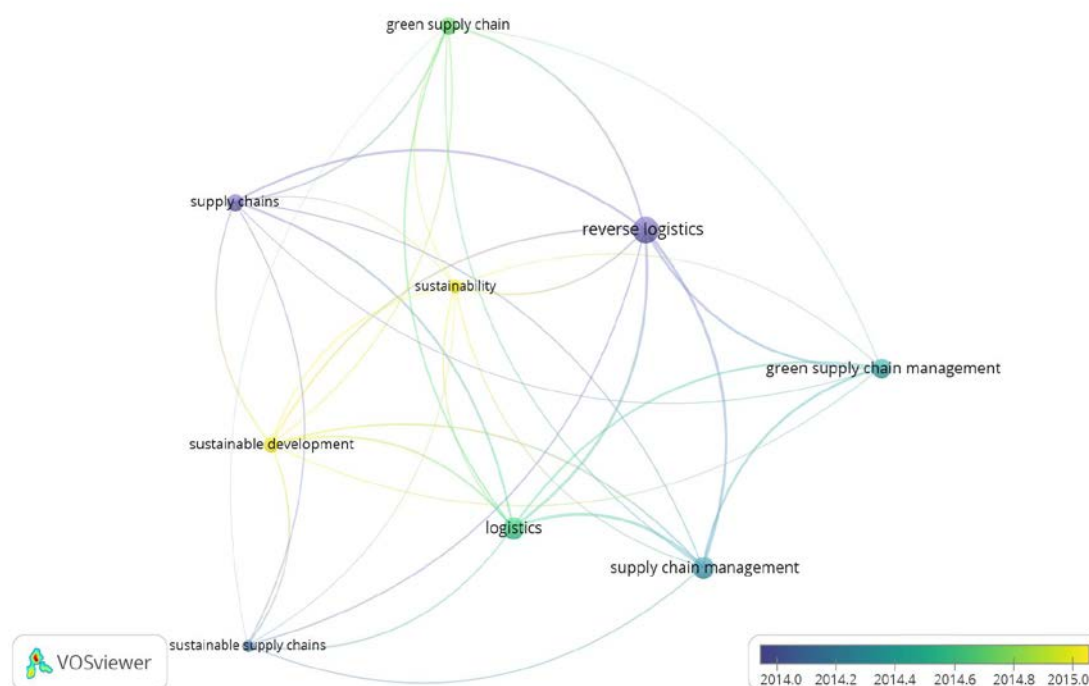 green supply chain
supply chains
reverse logistics
sustainability
green supply chain management
sustainable development
logistics
supply chain management
sustainable supply chains
VOSviewer
2014.0 2014.2 2014.4 2014.6 2014.8 2015.0